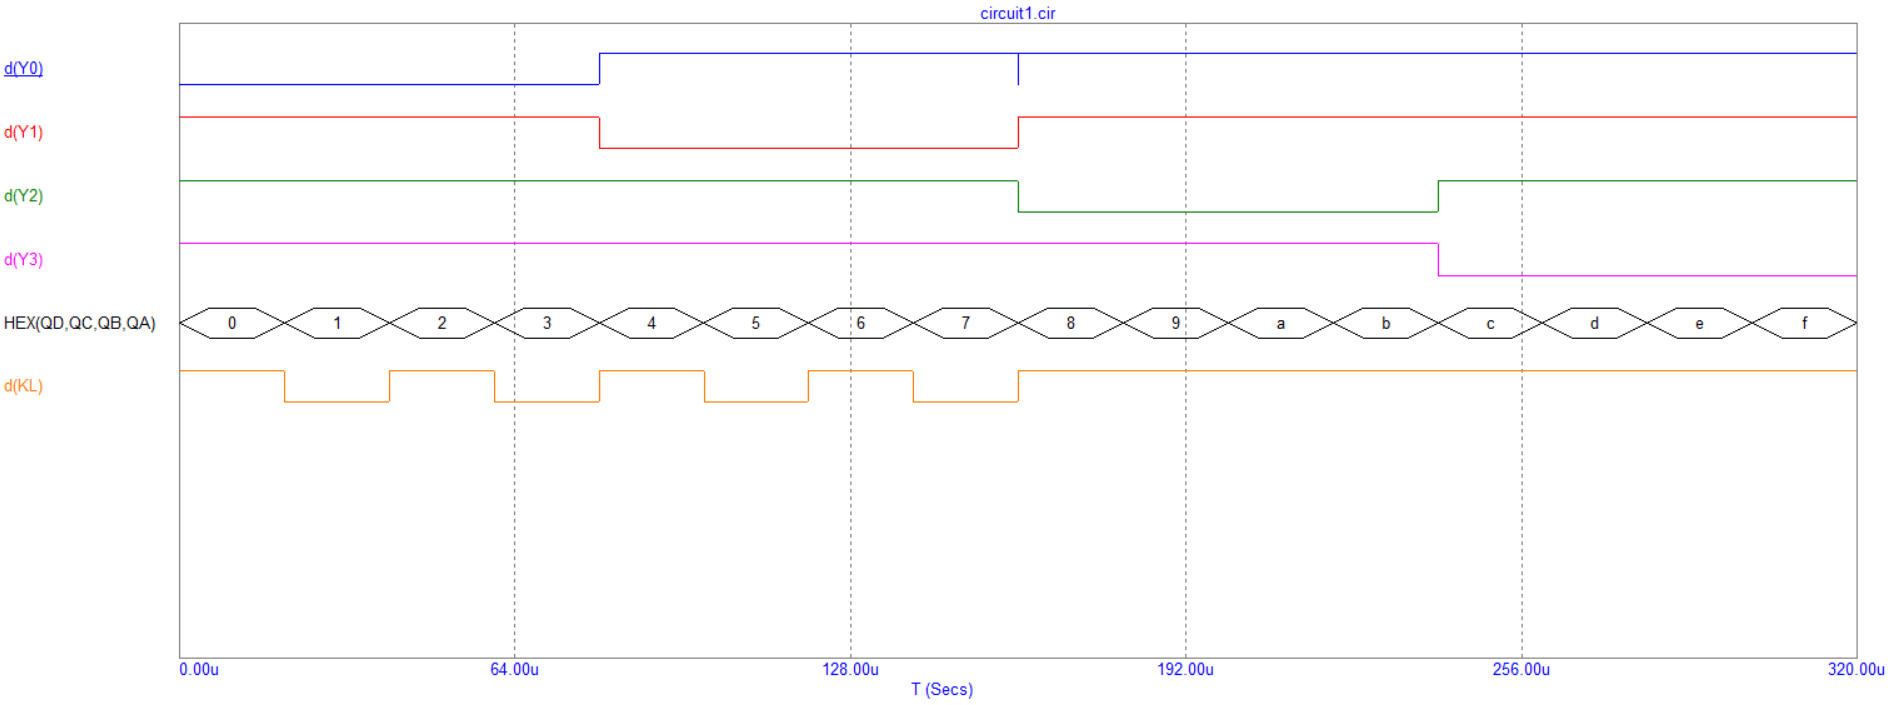 circuit1.cir
d(Y0)
d(Y1)
d(Y2)
d(Y3)
HEX(QD,QC,QB,QA) 0 1 2 3 4 5 6 7 8 9 a b c d e f
d(KL)
0.00u 64.00u 128.00u 192.00u 256.00u 320.00u
T (Secs)